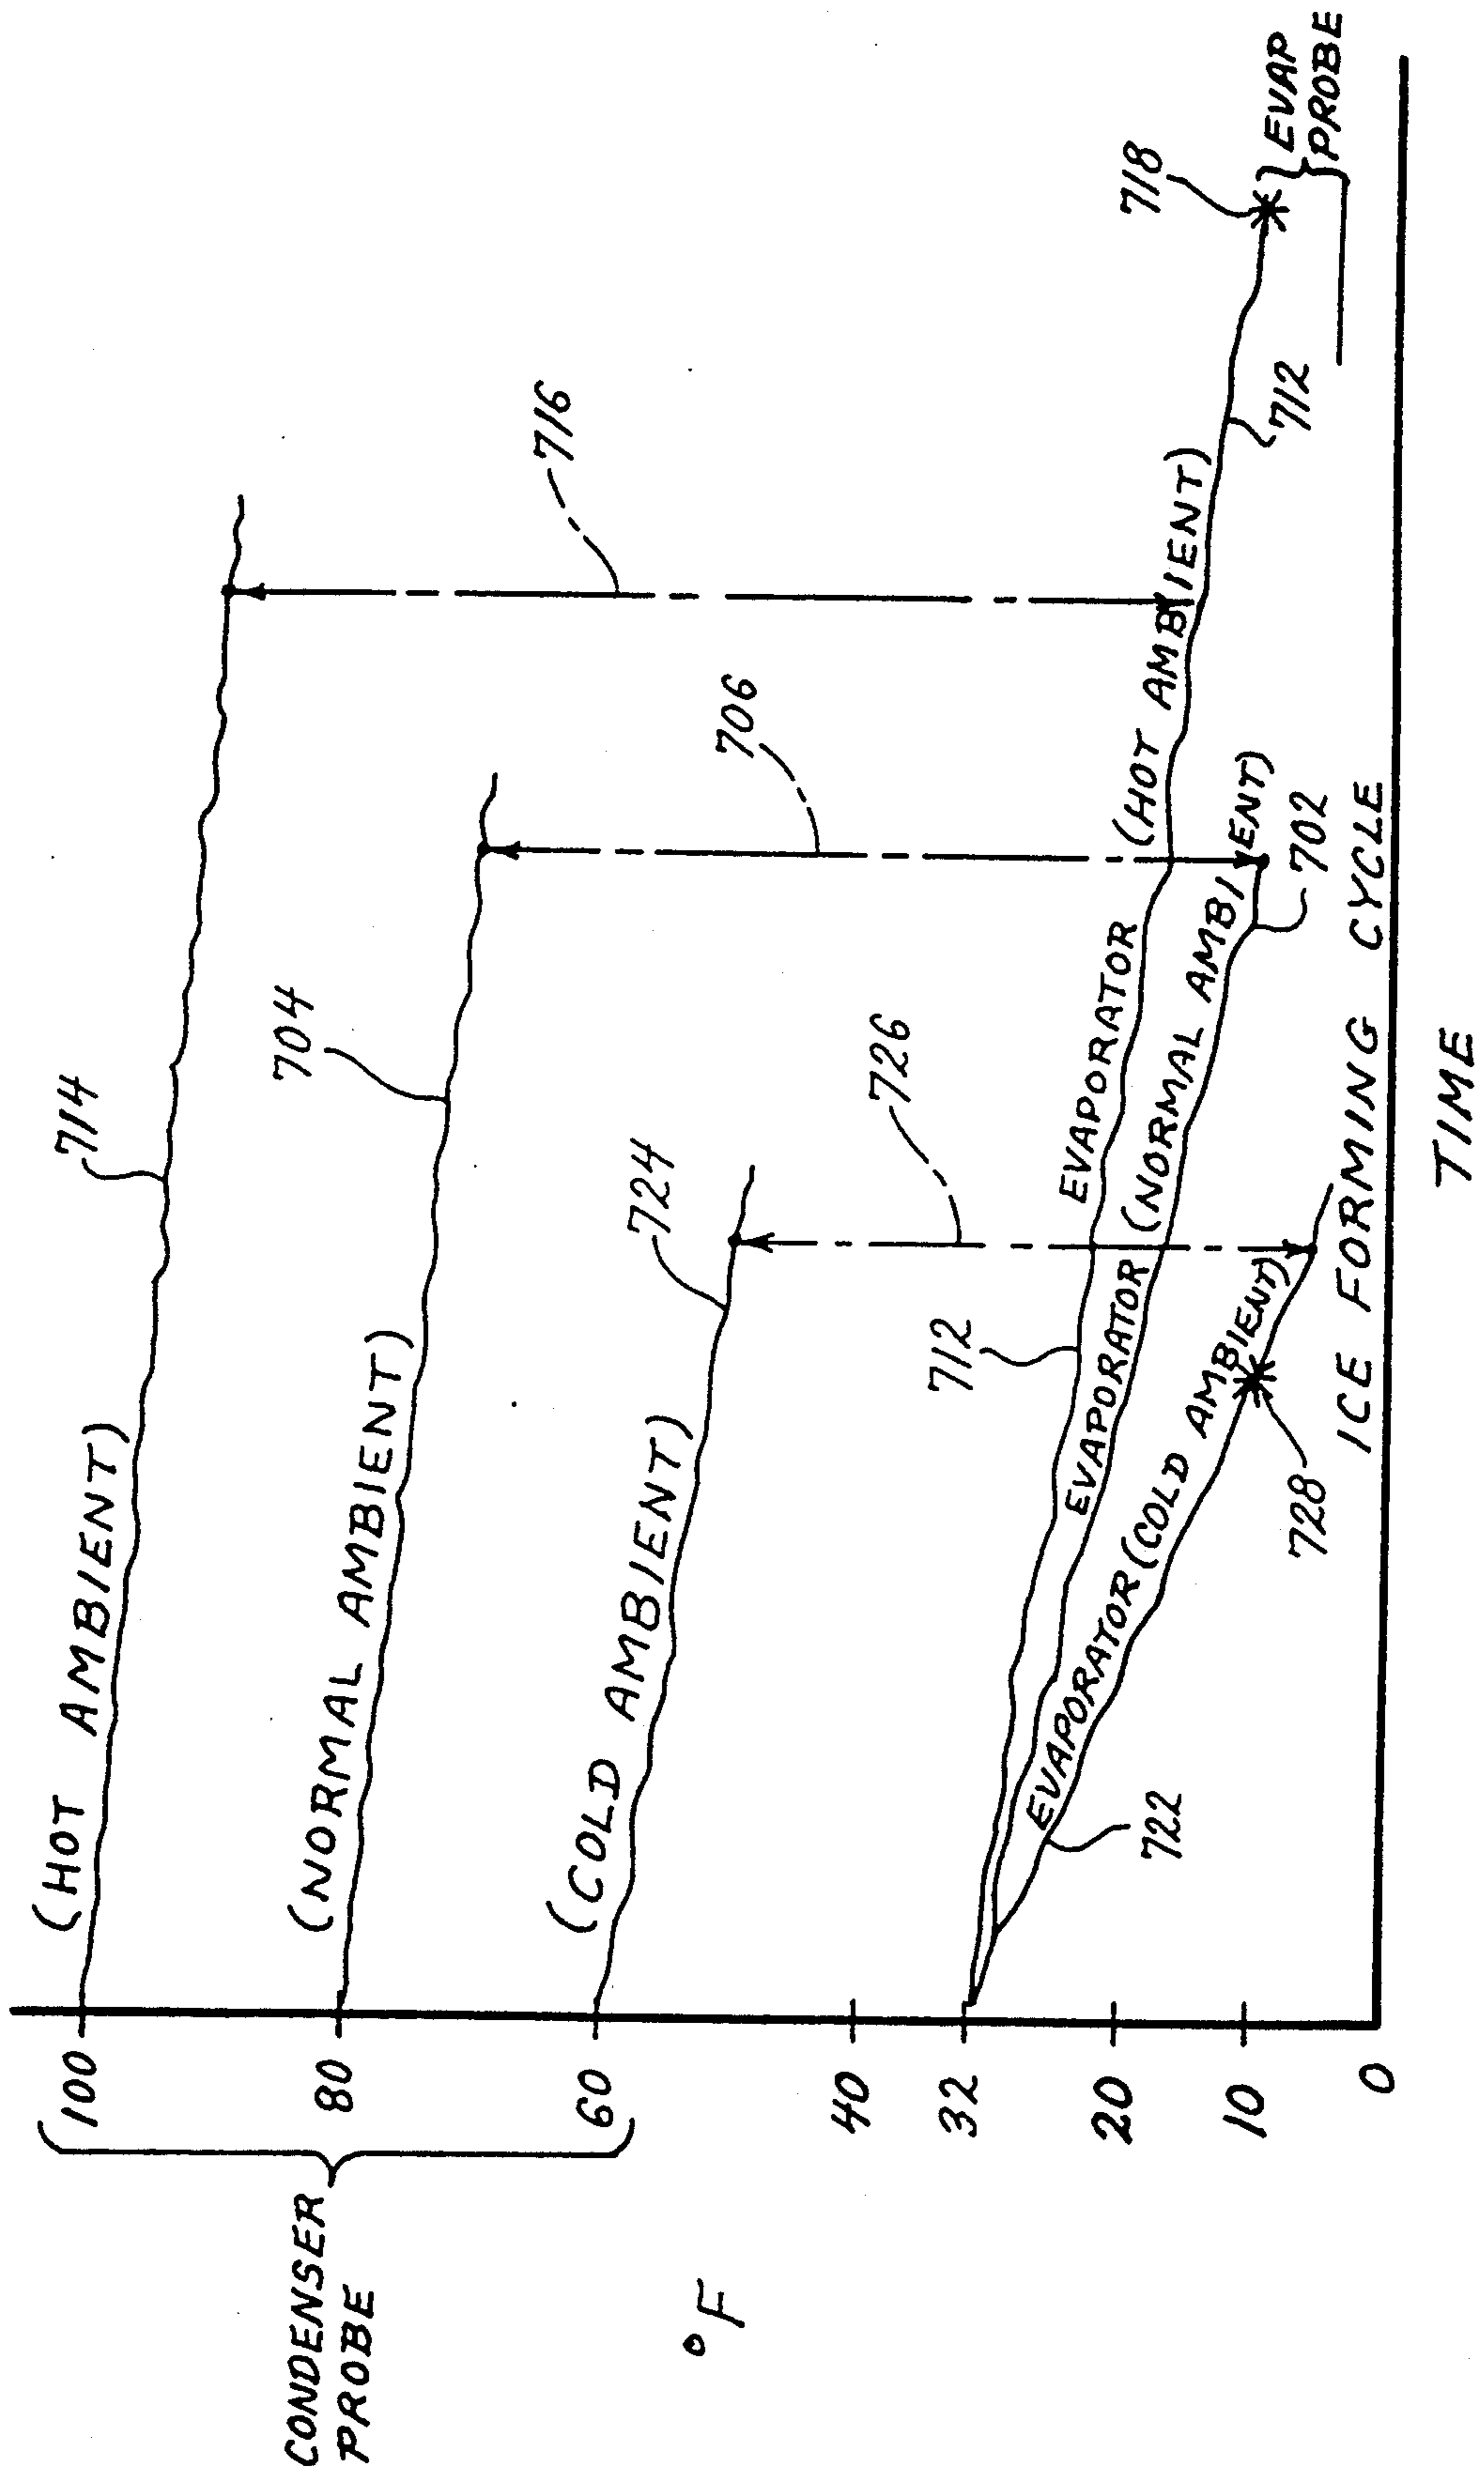 CONDENSER
PROBE
°F
100
80
60
40
32
20
10
0
(HOT AMBIENT)
714
(NORMAL AMBIENT)
704
(COLD AMBIENT)
724
716
706
726
712
EVAPORATOR (HOT AMBIENT)
EVAPORATOR (NORMAL AMBIENT)
EVAPORATOR (COLD AMBIENT)
722
728
702
712
718
EVAP
PROBE
ICE FORMING CYCLE
TIME